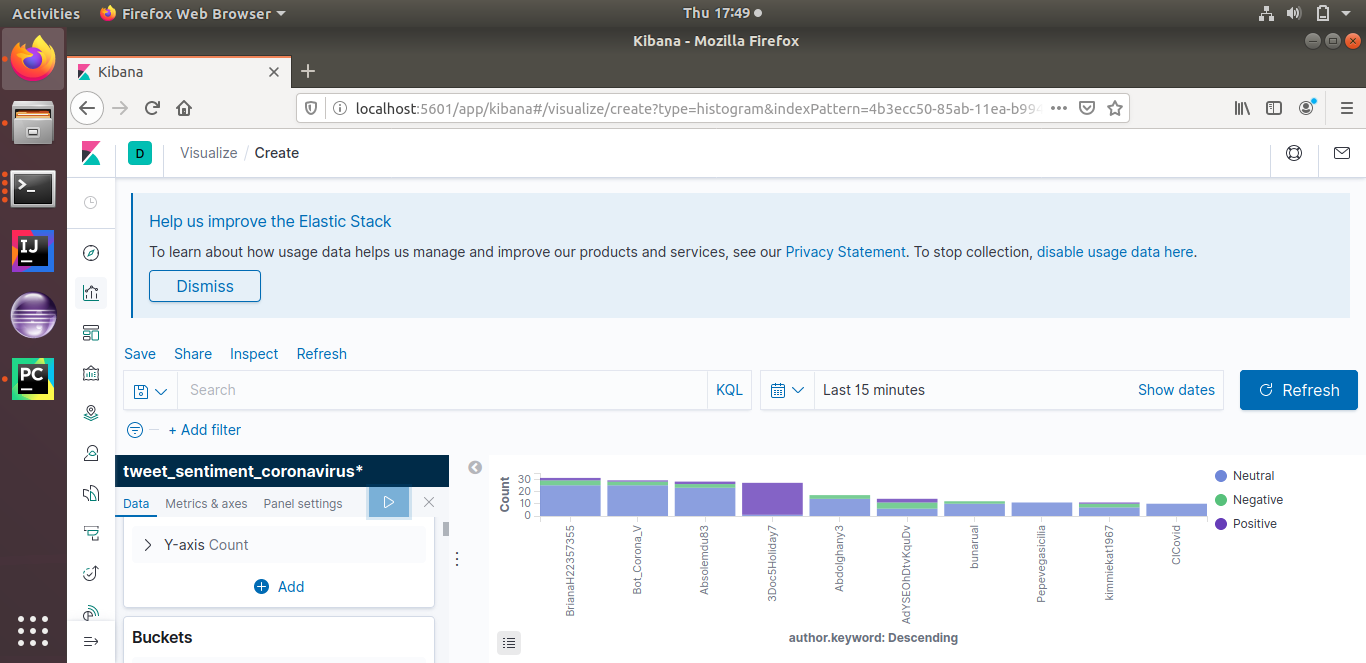 Activities Firefox Web Browser Thu 17:49
Kibana - Mozilla Firefox
Kibana
localhost:5601/app/kibana#/visualize/create?type=histogram&indexPattern=4b3ecc50-85ab-11ea-b994
D Visualize / Create
Help us improve the Elastic Stack
To learn about how usage data helps us manage and improve our products and services, see our Privacy Statement. To stop collection, disable usage data here.
Dismiss
Save Share Inspect Refresh
Search KQL Last 15 minutes Show dates Refresh
+ Add filter
tweet_sentiment_coronavirus*
Data Metrics & axes Panel settings
Y-axis Count
Add
Buckets
Count
30
20
10
0
BrianaH22357355
Bot_Corona_V
Absolemdu83
3Doc5Holiday7
Abdolghany3
AdYSEOhDtvKquDv
bunarual
Pepevegasicilia
kimmiekat1967
CICovid
author.keyword: Descending
Neutral
Negative
Positive
IJ
PC